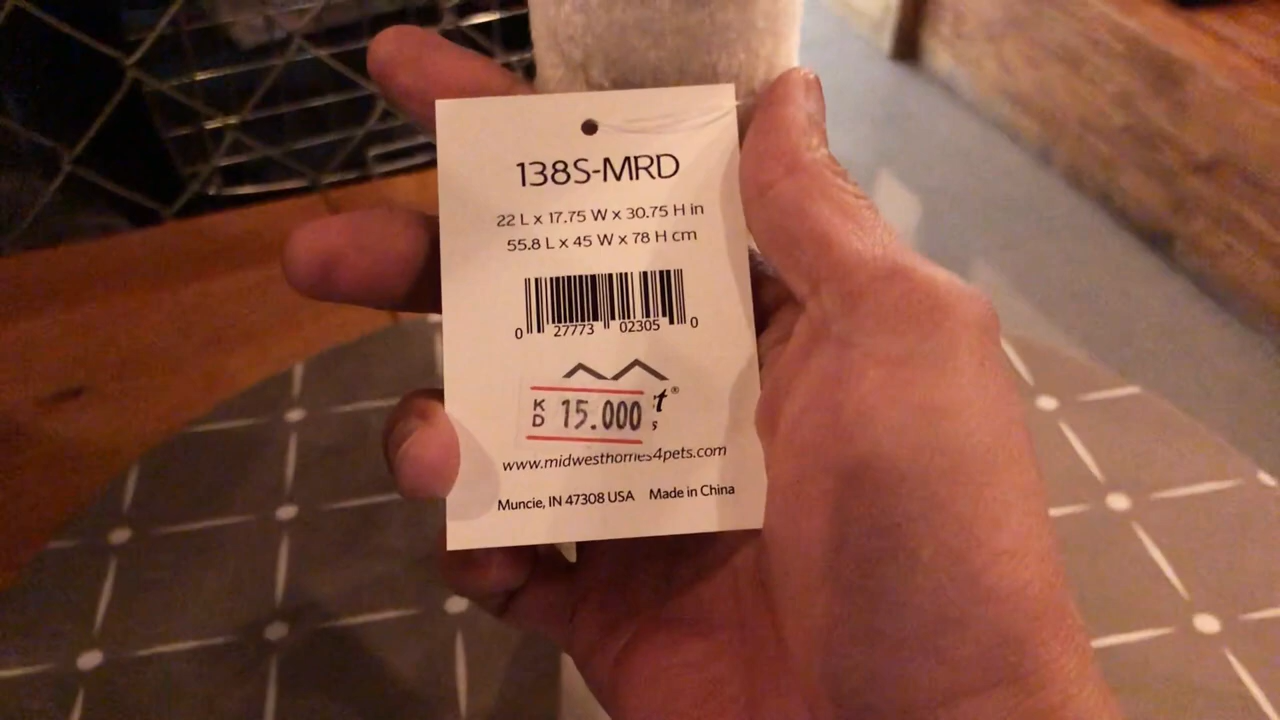 138S-MRD
22 L x 17.75 W x 30.75 H in
55.8 L x 45 W x 78 H cm
0 27773 02305 0
t®
s
KD 15.000
www.midwesthomes4pets.com
Muncie, IN 47308 USA Made in China